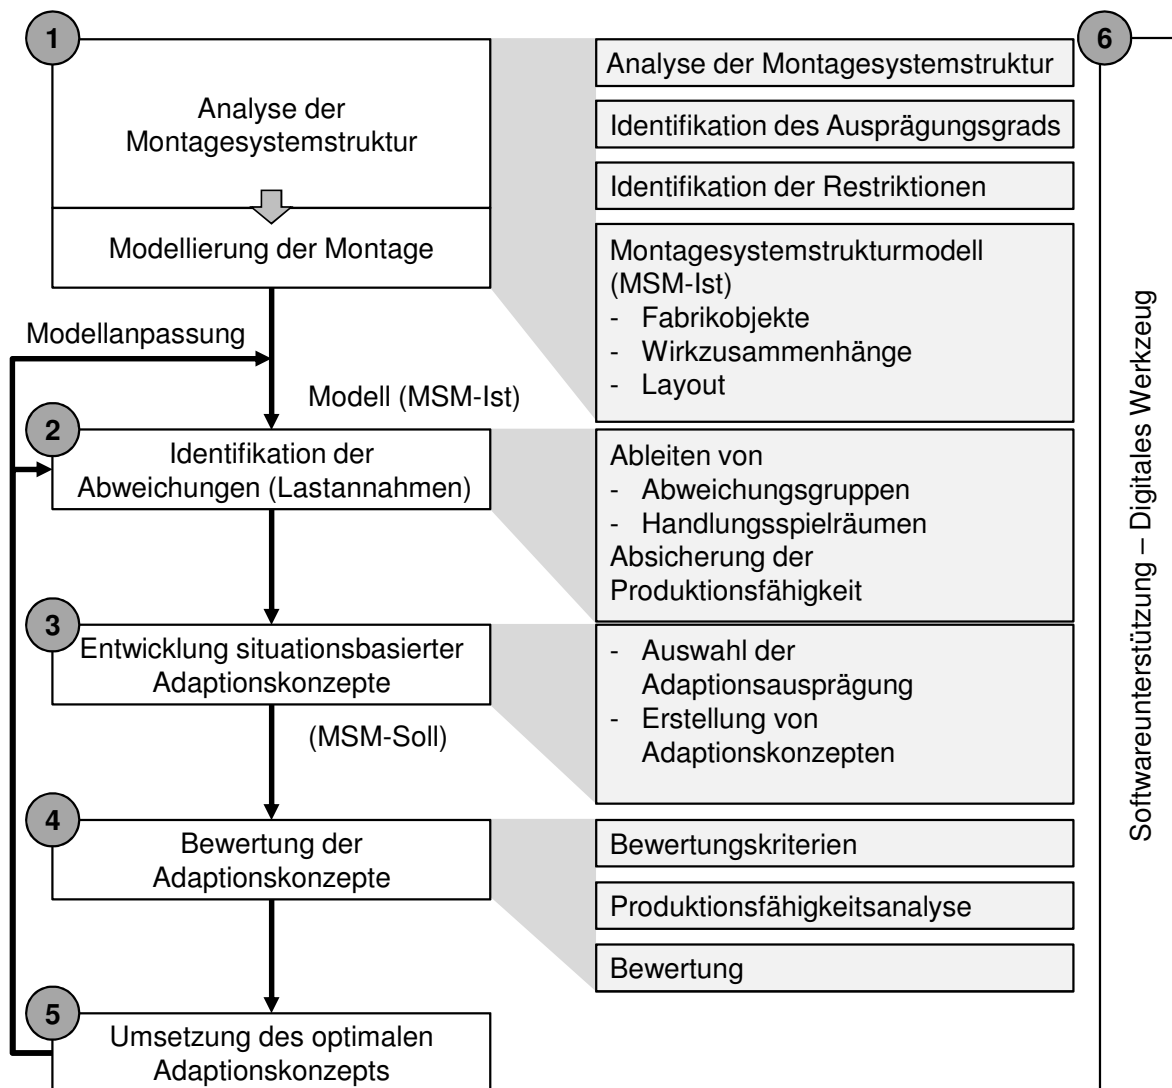 1
Analyse der
Montagesystemstruktur
Modellierung der Montage
Analyse der Montagesystemstruktur
Identifikation des Ausprägungsgrads
Identifikation der Restriktionen
Montagesystemstrukturmodell
(MSM-Ist)
- Fabrikobjekte
- Wirkzusammenhänge
- Layout
Modellanpassung
Modell (MSM-Ist)
2
Identifikation der
Abweichungen (Lastannahmen)
Ableiten von
- Abweichungsgruppen
- Handlungsspielräumen
Absicherung der
Produktionsfähigkeit
3
Entwicklung situationsbasierter
Adaptionskonzepte
- Auswahl der
Adaptionsausprägung
- Erstellung von
Adaptionskonzepten
(MSM-Soll)
4
Bewertung der
Adaptionskonzepte
Bewertungskriterien
Produktionsfähigkeitsanalyse
Bewertung
5
Umsetzung des optimalen
Adaptionskonzepts
6
Softwareunterstützung – Digitales Werkzeug